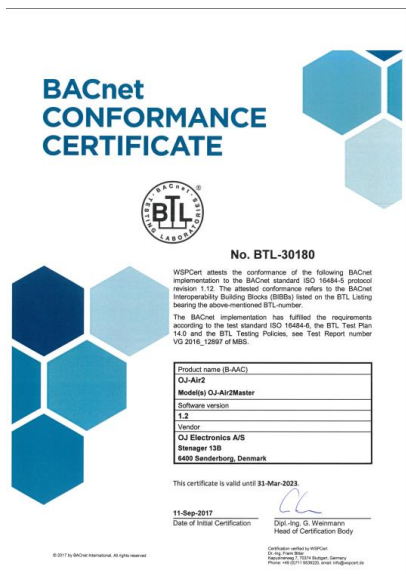 BACnet
CONFORMANCE
CERTIFICATE
BACnet
®
TESTING
BTL
LABORATORIES
No. BTL-30180
WSPCert attests the conformance of the following BACnet
implementation to the BACnet standard ISO 16484-5 protocol
revision 1.12. The attested conformance refers to the BACnet
Interoperability Building Blocks (BIBBs) listed on the BTL Listing
bearing the above-mentioned BTL-number.
The BACnet implementation has fulfilled the requirements
according to the test standard ISO 16484-6, the BTL Test Plan
14.0 and the BTL Testing Policies, see Test Report number
VG 2016_12897 of MBS.
Product name (B-AAC)
OJ-Air2
Model(s) OJ-Air2Master
Software version
1.2
Vendor
OJ Electronics A/S
Stenager 13B
6400 Sønderborg, Denmark
This certificate is valid until 31-Mar-2023.
11-Sep-2017
Date of Initial Certification
Dipl.-Ing. G. Weinmann
Head of Certification Body
© 2017 by BACnet International. All rights reserved
Certification verified by WSPCert
Dr.-Ing. Frank Bitter
70374 Stuttgart, Germany